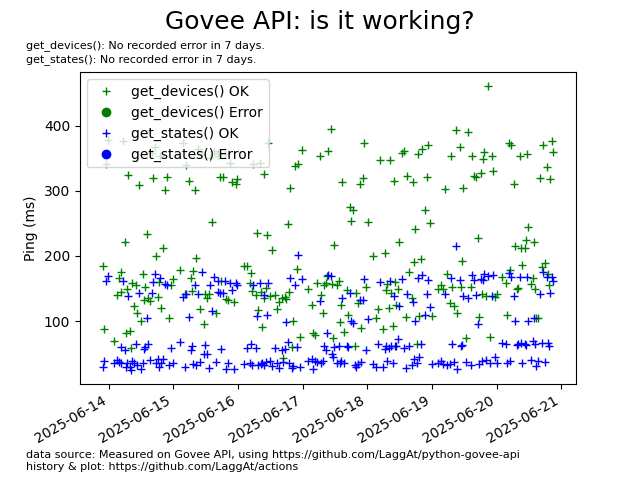 Govee API: is it working?
get_devices(): No recorded error in 7 days.
get_states(): No recorded error in 7 days.
get_devices() OK
get_devices() Error
get_states() OK
get_states() Error
Ping (ms)
400
300
200
100
2025-06-14
2025-06-15
2025-06-16
2025-06-17
2025-06-18
2025-06-19
2025-06-20
2025-06-21
data source: Measured on Govee API, using https://github.com/LaggAt/python-govee-api
history & plot: https://github.com/LaggAt/actions